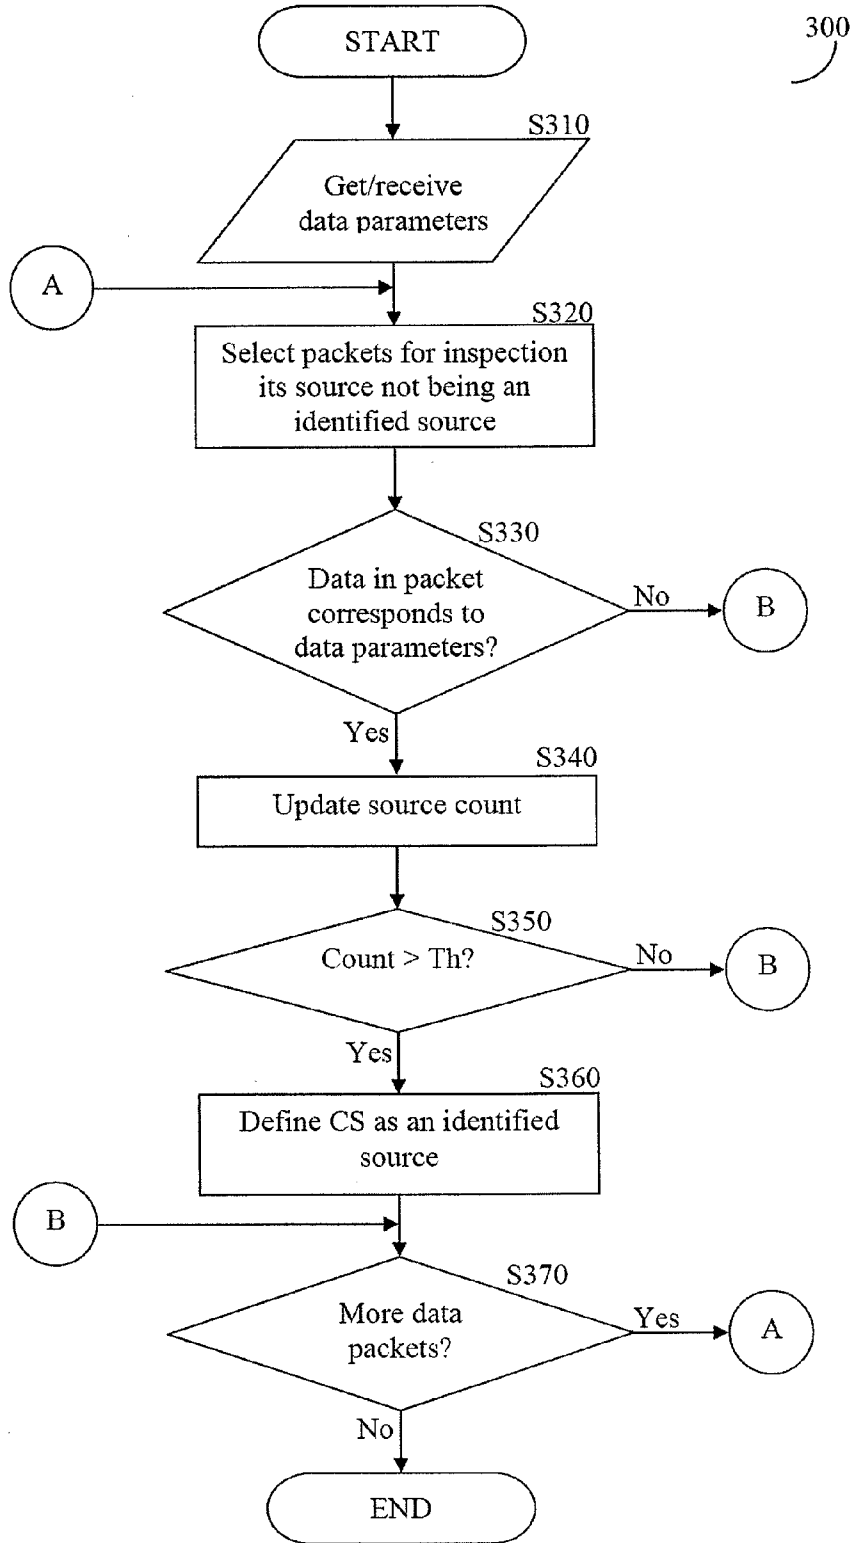 START
300
S310
Get/receive
data parameters
A
S320
Select packets for inspection
its source not being an
identified source
S330
Data in packet
corresponds to
data parameters?
No
B
Yes
S340
Update source count
S350
Count > Th?
No
B
Yes
S360
Define CS as an identified
source
B
S370
More data
packets?
Yes
A
No
END